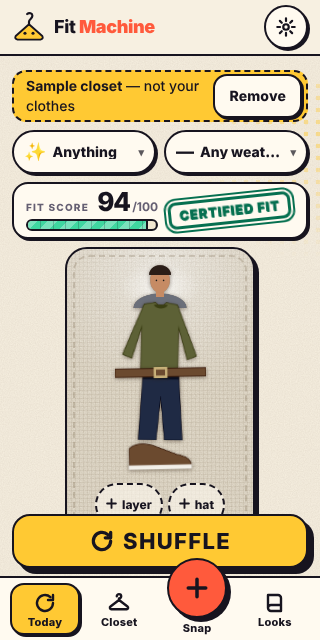 Fit Machine
Sample closet — not your
clothes
Remove
✨ Anything ▾
— Any weat... ▾
FIT SCORE 94/100
CERTIFIED FIT
+ layer
+ hat
SHUFFLE
Today
Closet
+
Snap
Looks